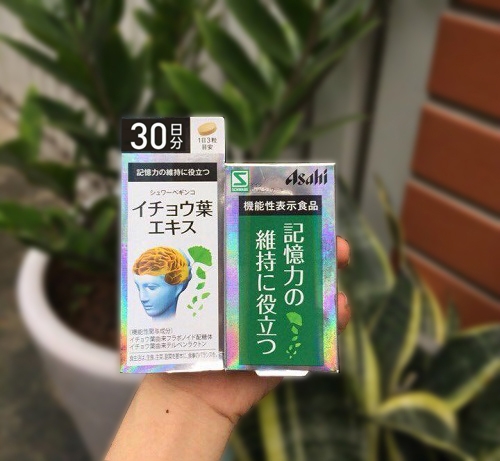 30日分
1日3粒
目安
記憶力の維持に役立つ
シュワーベギンコ
イチョウ葉
エキス
〔機能性関与成分〕
イチョウ葉由来フラボノイド配糖体
イチョウ葉由来テルペンラクトン
Asahi
機能性表示食品
記憶力の
維持に役立つ